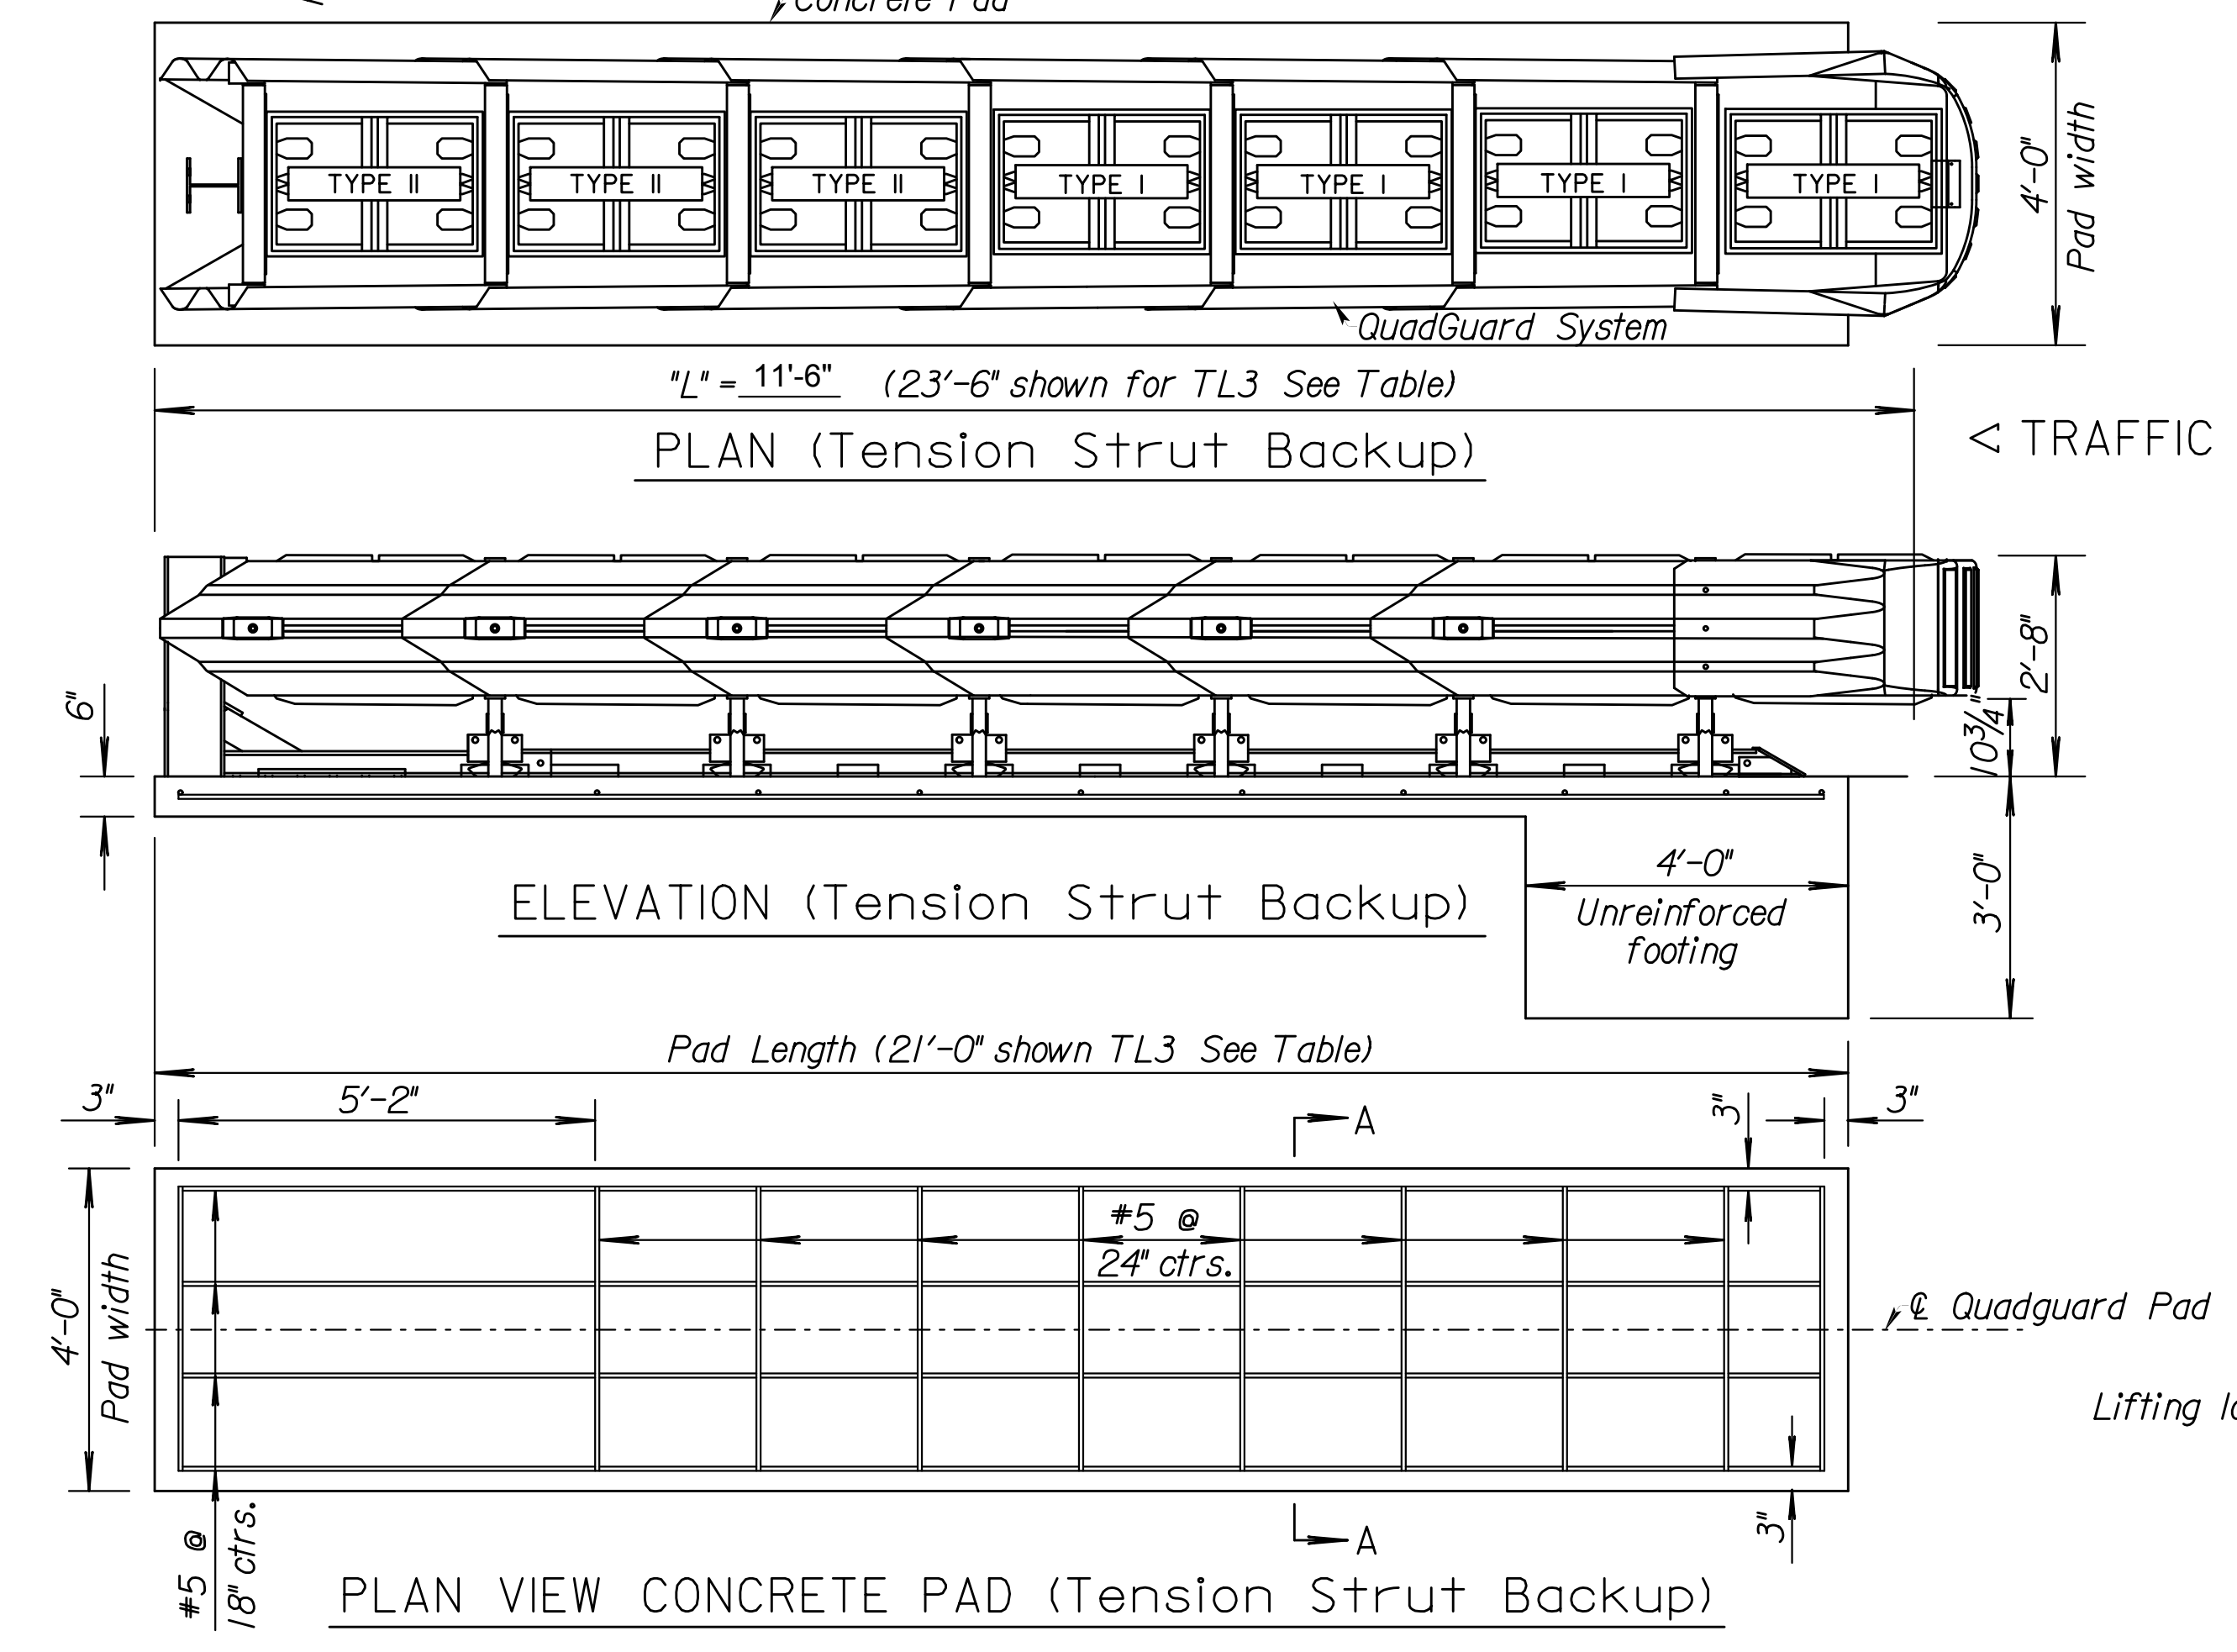 Concrete Pad
TYPE II
TYPE II
TYPE II
TYPE I
TYPE I
TYPE I
TYPE I
4'-0"
Pad width
QuadGuard System
"L" = 11'-6" (23'-6" shown for TL3 See Table)
PLAN (Tension Strut Backup)
< TRAFFIC
6"
2'-8"
10 3/4"
4'-0"
Unreinforced
footing
3'-0"
ELEVATION (Tension Strut Backup)
Pad Length (21'-0" shown TL3 See Table)
3"
5'-2"
A
3"
3"
#5 @
24" ctrs.
4'-0"
Pad width
℄ Quadguard Pad
Lifting
#5 @
18" ctrs.
A
3"
PLAN VIEW CONCRETE PAD (Tension Strut Backup)